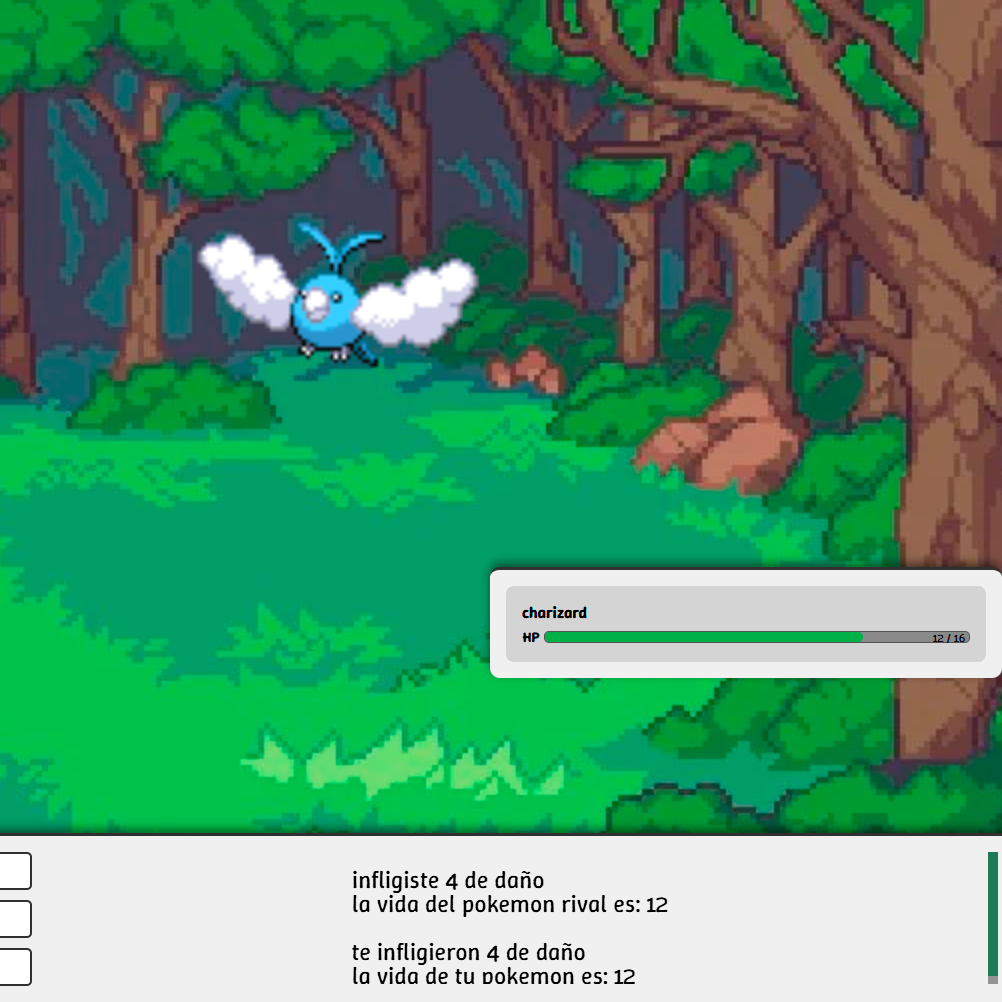 charizard
HP 12 / 16
infligiste 4 de daño
la vida del pokemon rival es: 12
te infligieron 4 de daño
la vida de tu pokemon es: 12